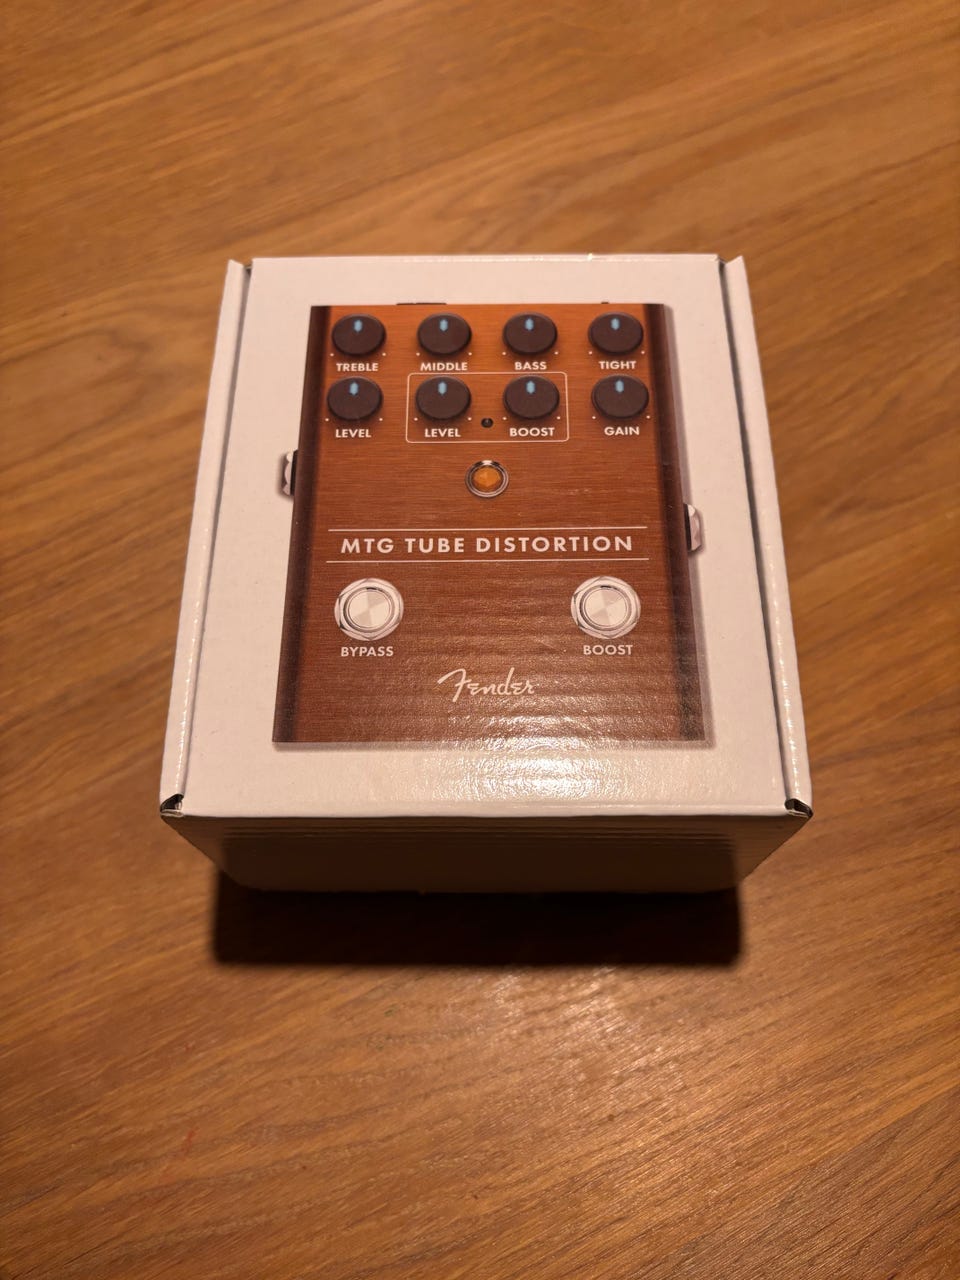 TREBLE MIDDLE BASS TIGHT
LEVEL LEVEL BOOST GAIN
MTG TUBE DISTORTION
BYPASS BOOST
Fender